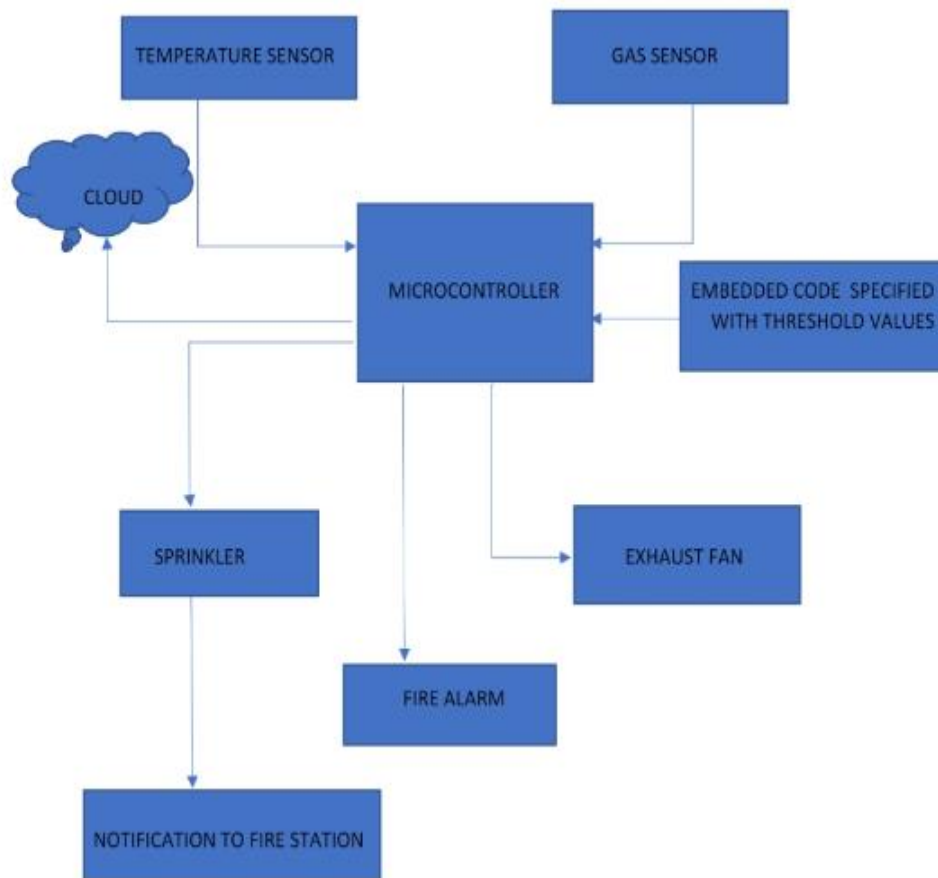 TEMPERATURE SENSOR
GAS SENSOR
CLOUD
MICROCONTROLLER
EMBEDDED CODE SPECIFIED
WITH THRESHOLD VALUES
SPRINKLER
EXHAUST FAN
FIRE ALARM
NOTIFICATION TO FIRE STATION